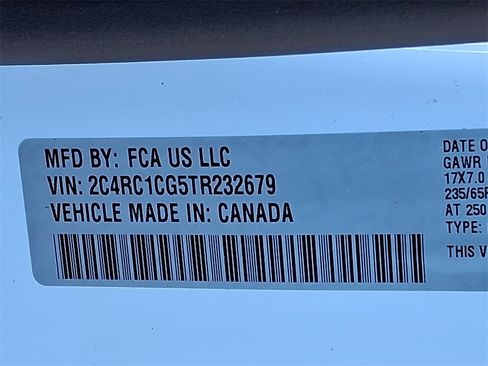 MFD BY: FCA US LLC
VIN: 2C4RC1CG5TR232679
VEHICLE MADE IN: CANADA
DATE O
GAWR
17X7.0
235/65R
AT 250
TYPE:
THIS V